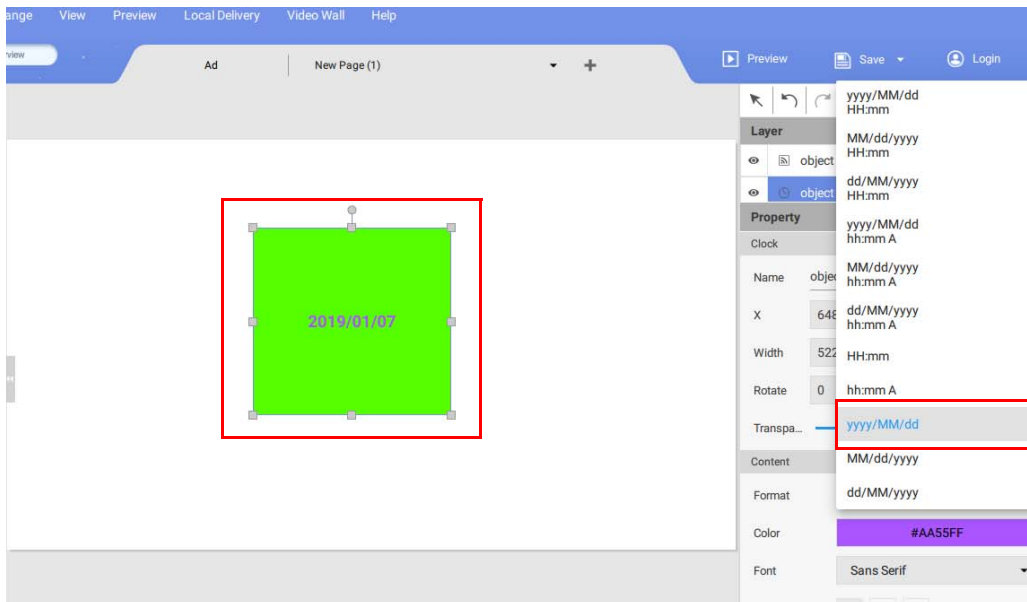 ange View Preview Local Delivery Video Wall Help
rview
Ad New Page (1) + Preview Save Login
Layer
object
object
Property
Clock
Name obje
X 648
Width 522
Rotate 0
Transpa...
Content
Format
Color #AA55FF
Font Sans Serif
2019/01/07
yyyy/MM/dd
HH:mm
MM/dd/yyyy
HH:mm
dd/MM/yyyy
HH:mm
yyyy/MM/dd
hh:mm A
MM/dd/yyyy
hh:mm A
dd/MM/yyyy
hh:mm A
HH:mm
hh:mm A
yyyy/MM/dd
MM/dd/yyyy
dd/MM/yyyy